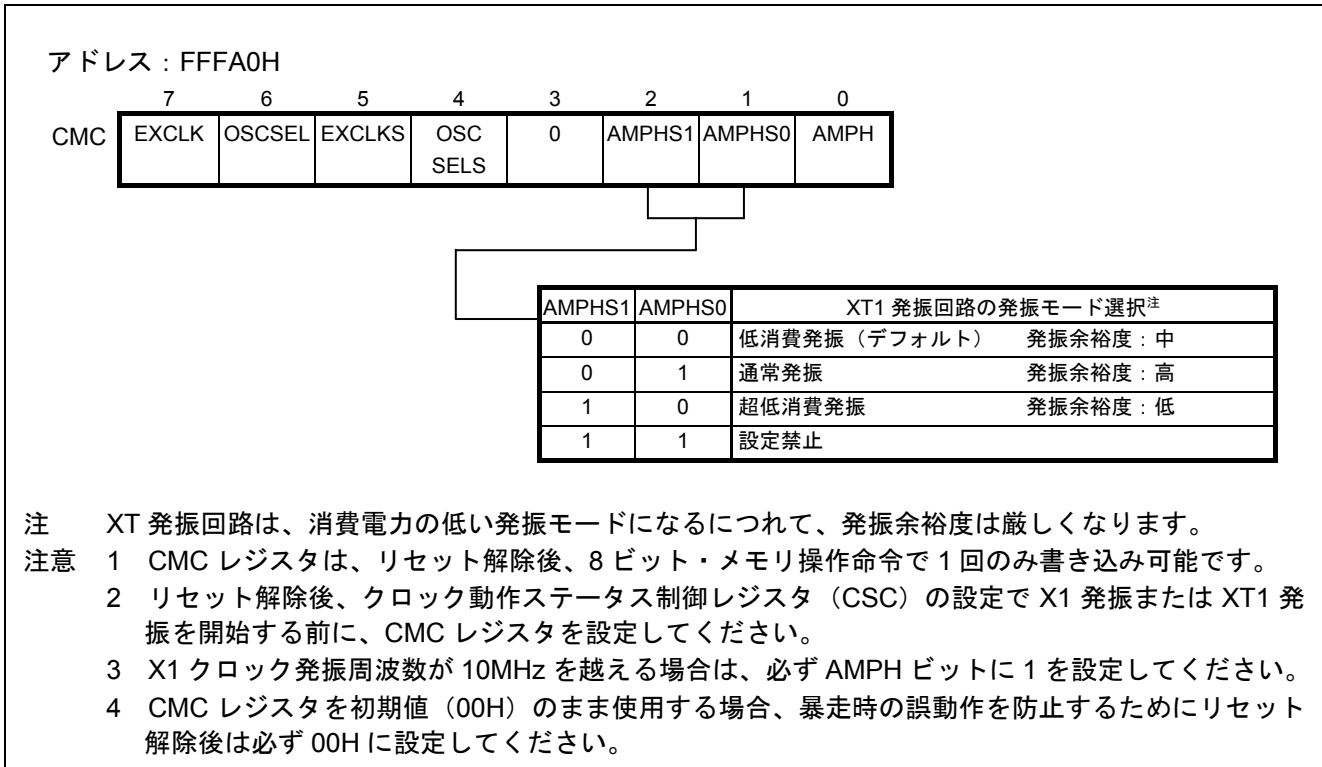 アドレス：FFFA0H
7 6 5 4 3 2 1 0
CMC EXCLK OSCSEL EXCLKS OSC SELS 0 AMPHS1 AMPHS0 AMPH
AMPHS1 AMPHS0 XT1 発振回路の発振モード選択注
0 0 低消費発振（デフォルト） 発振余裕度：中
0 1 通常発振 発振余裕度：高
1 0 超低消費発振 発振余裕度：低
1 1 設定禁止
注 XT 発振回路は、消費電力の低い発振モードになるにつれて、発振余裕度は厳しくなります。
注意 1 CMC レジスタは、リセット解除後、8 ビット・メモリ操作命令で 1 回のみ書き込み可能です。
2 リセット解除後、クロック動作ステータス制御レジスタ（CSC）の設定で X1 発振または XT1 発
振を開始する前に、CMC レジスタを設定してください。
3 X1 クロック発振周波数が 10MHz を越える場合は、必ず AMPH ビットに 1 を設定してください。
4 CMC レジスタを初期値（00H）のまま使用する場合、暴走時の誤動作を防止するためにリセット
解除後は必ず 00H に設定してください。